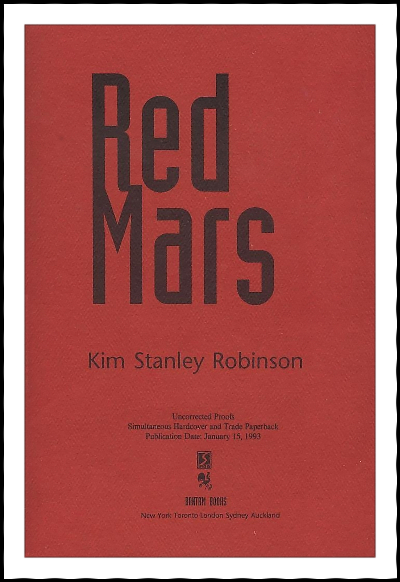 Red
Mars
Kim Stanley Robinson
Uncorrected Proofs
Simultaneous Hardcover and Trade Paperback
Publication Date: January 15, 1993
BANTAM BOOKS
New York Toronto London Sydney Auckland